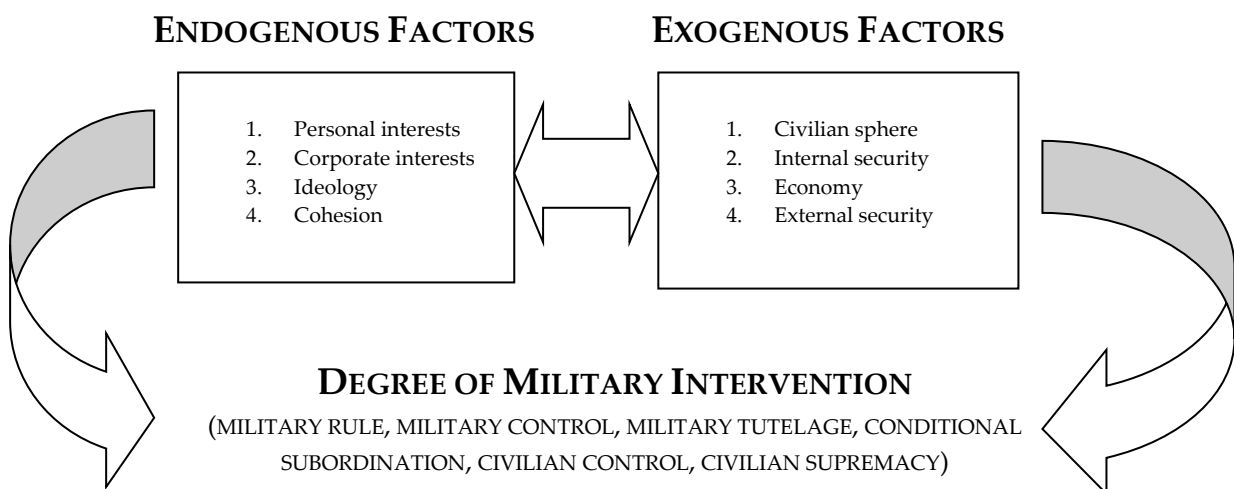 ENDOGENOUS FACTORS
EXOGENOUS FACTORS
1. Personal interests
2. Corporate interests
3. Ideology
4. Cohesion
1. Civilian sphere
2. Internal security
3. Economy
4. External security
DEGREE OF MILITARY INTERVENTION
(MILITARY RULE, MILITARY CONTROL, MILITARY TUTELAGE, CONDITIONAL
SUBORDINATION, CIVILIAN CONTROL, CIVILIAN SUPREMACY)